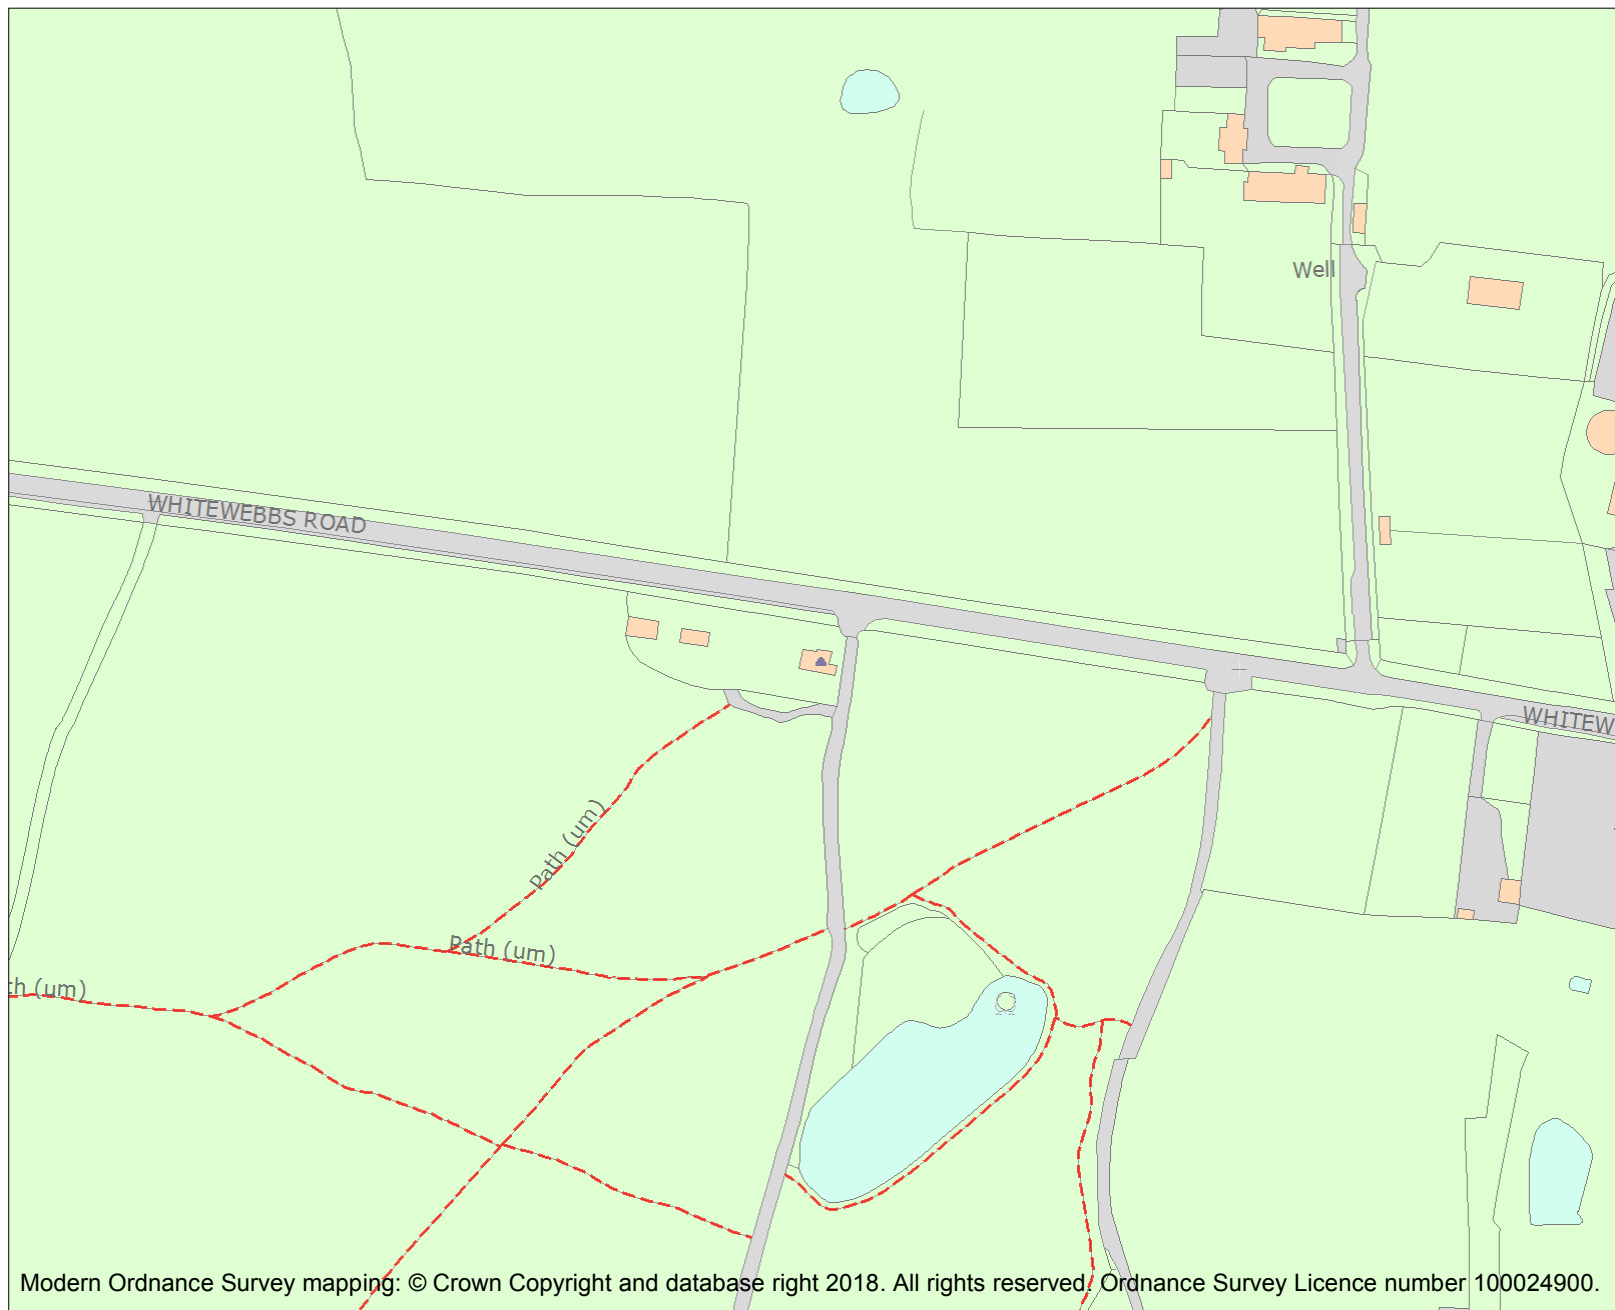 Well
WHITEWEBBS ROAD
WHITEW
Path (um)
Path (um)
th (um)
Modern Ordnance Survey mapping: © Crown Copyright and database right 2018. All rights reserved. Ordnance Survey Licence number 100024900.